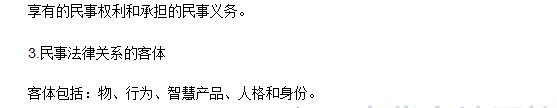 享有的民事权利和承担的民事义务。
3.民事法律关系的客体
客体包括：物、行为、智慧产品、人格和身份。